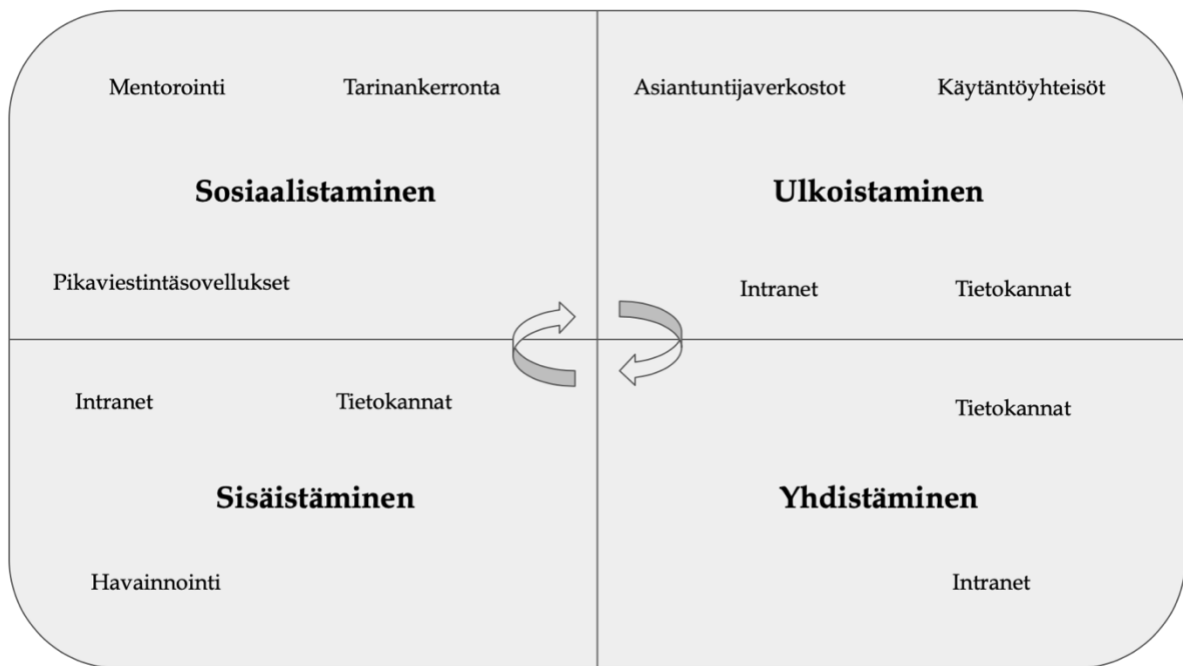 Mentorointi Tarinankerronta
Sosiaalistaminen
Pikaviestintäsovellukset
Asiantuntijaverkostot Käytäntöyhteisöt
Ulkoistaminen
Intranet Tietokannat
Intranet Tietokannat
Sisäistäminen
Havainnointi
Tietokannat
Yhdistäminen
Intranet